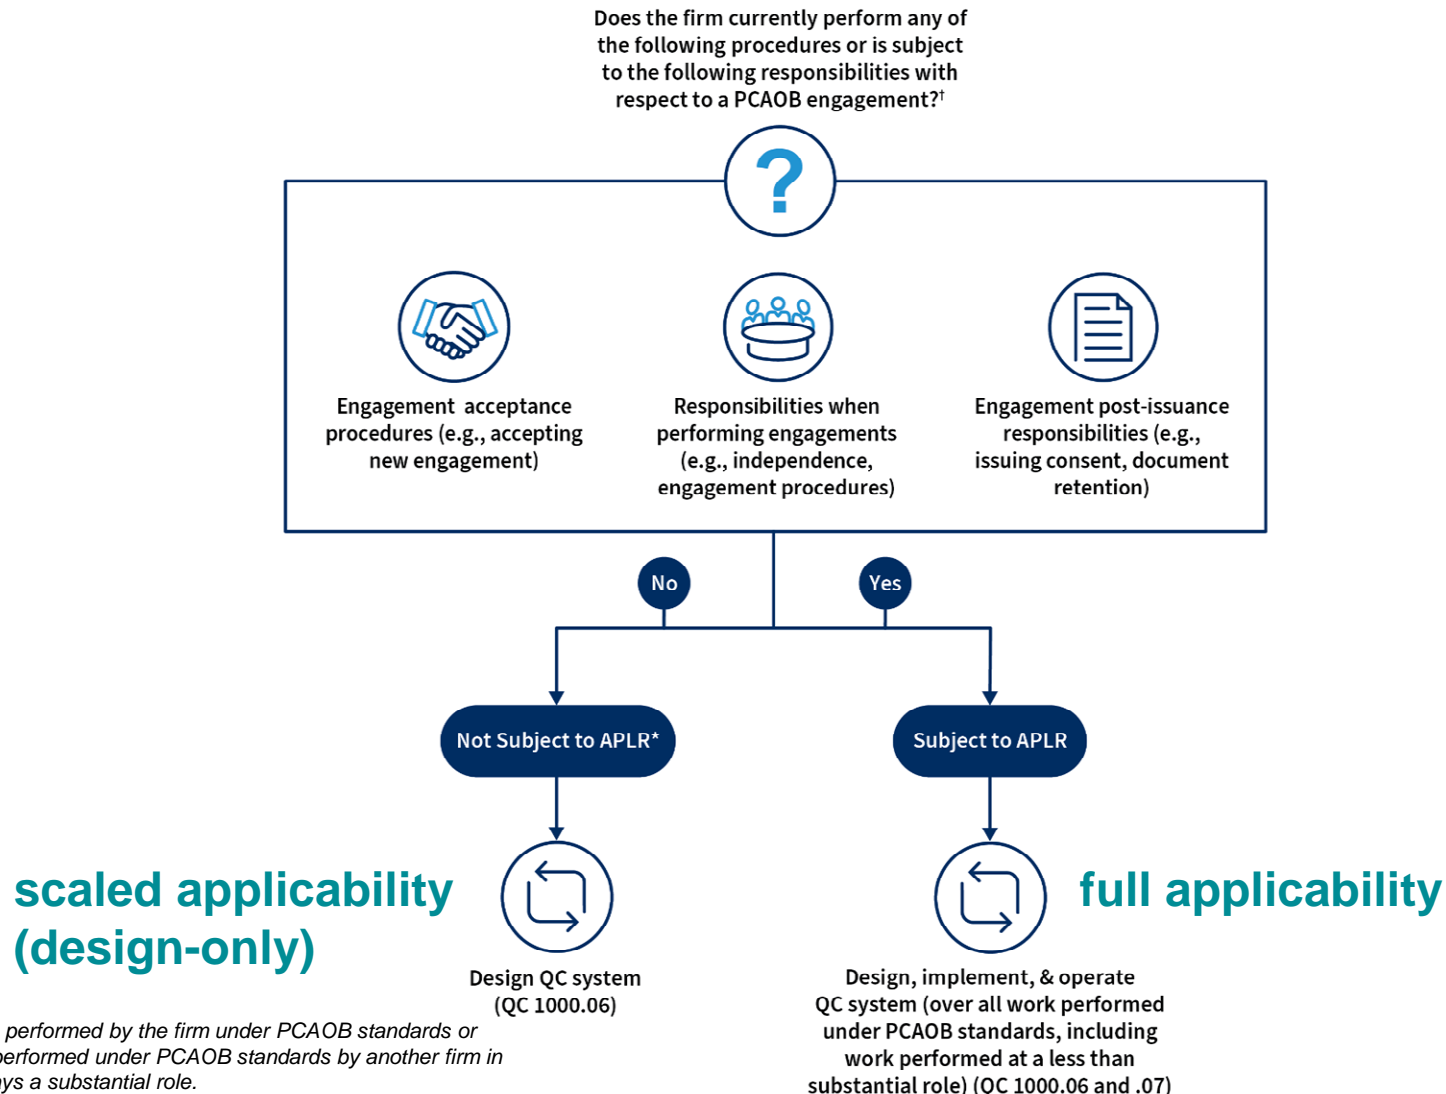 Does the firm currently perform any of
the following procedures or is subject
to the following responsibilities with
respect to a PCAOB engagement?†
?
Engagement acceptance
procedures (e.g., accepting
new engagement)
Responsibilities when
performing engagements
(e.g., independence,
engagement procedures)
Engagement post-issuance
responsibilities (e.g.,
issuing consent, document
retention)
No
Yes
Not Subject to APLR*
Subject to APLR
scaled applicability
(design-only)
full applicability
Design QC system
(QC 1000.06)
Design, implement, & operate
QC system (over all work performed
under PCAOB standards, including
work performed at a less than
substantial role) (QC 1000.06 and .07)
, performed by the firm under PCAOB standards or
performed under PCAOB standards by another firm in
ys a substantial role.